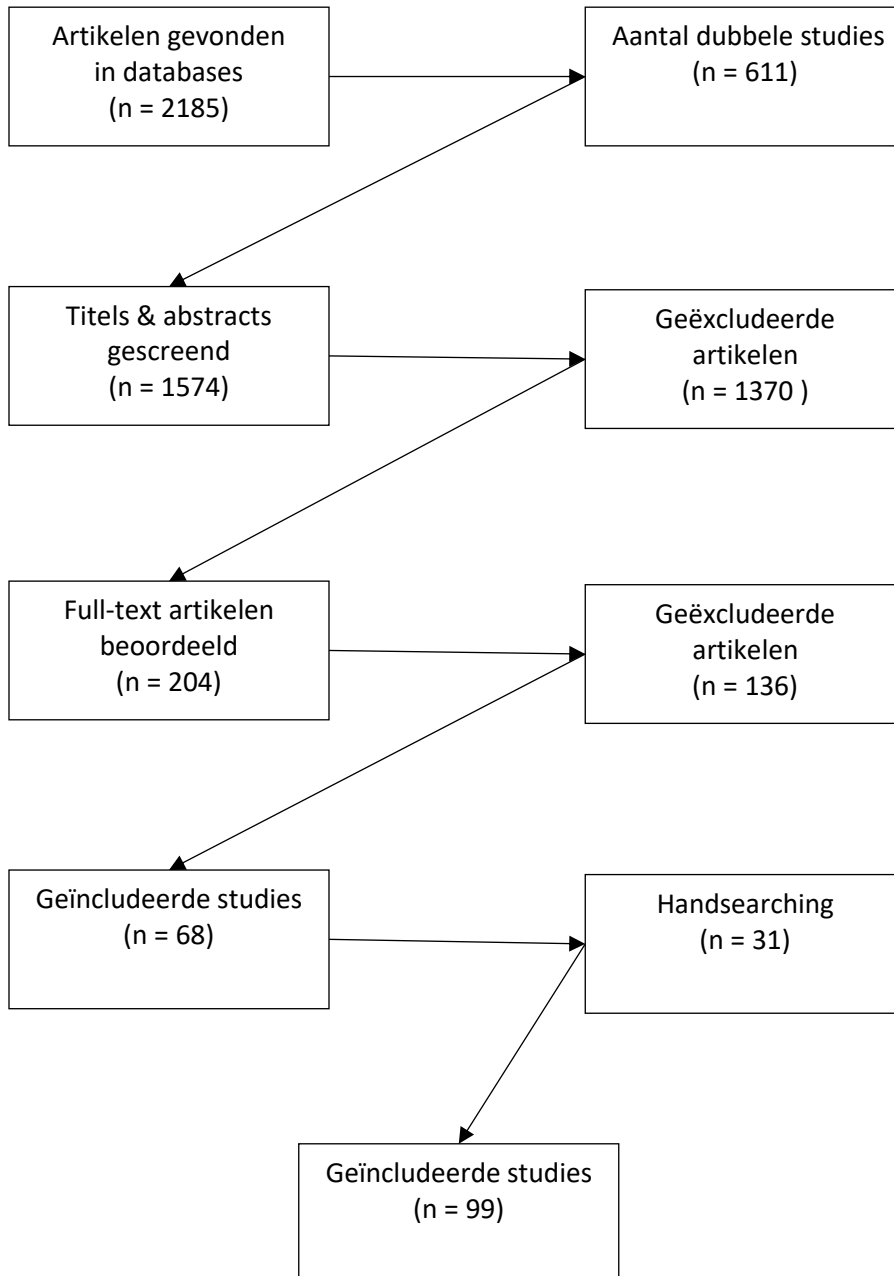 Artikelen gevonden
in databases
(n = 2185)
Aantal dubbele studies
(n = 611)
Titels & abstracts
gescreend
(n = 1574)
Geëxcludeerde
artikelen
(n = 1370 )
Full-text artikelen
beoordeeld
(n = 204)
Geëxcludeerde
artikelen
(n = 136)
Geïncludeerde studies
(n = 68)
Handsearching
(n = 31)
Geïncludeerde studies
(n = 99)